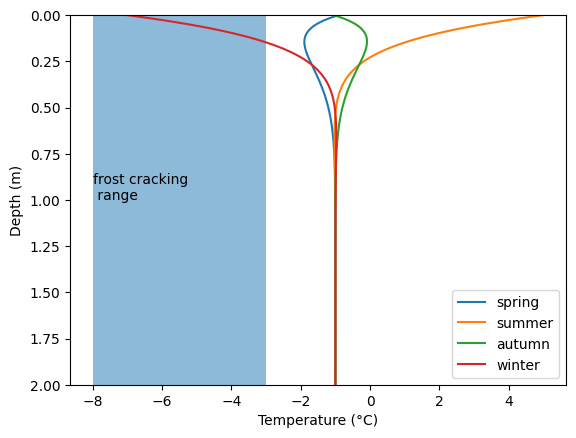 0.00
0.25
0.50
0.75
1.00
1.25
1.50
1.75
2.00
Depth (m)
frost cracking
range
spring
summer
autumn
winter
−8
−6
−4
−2
0
2
4
Temperature (°C)